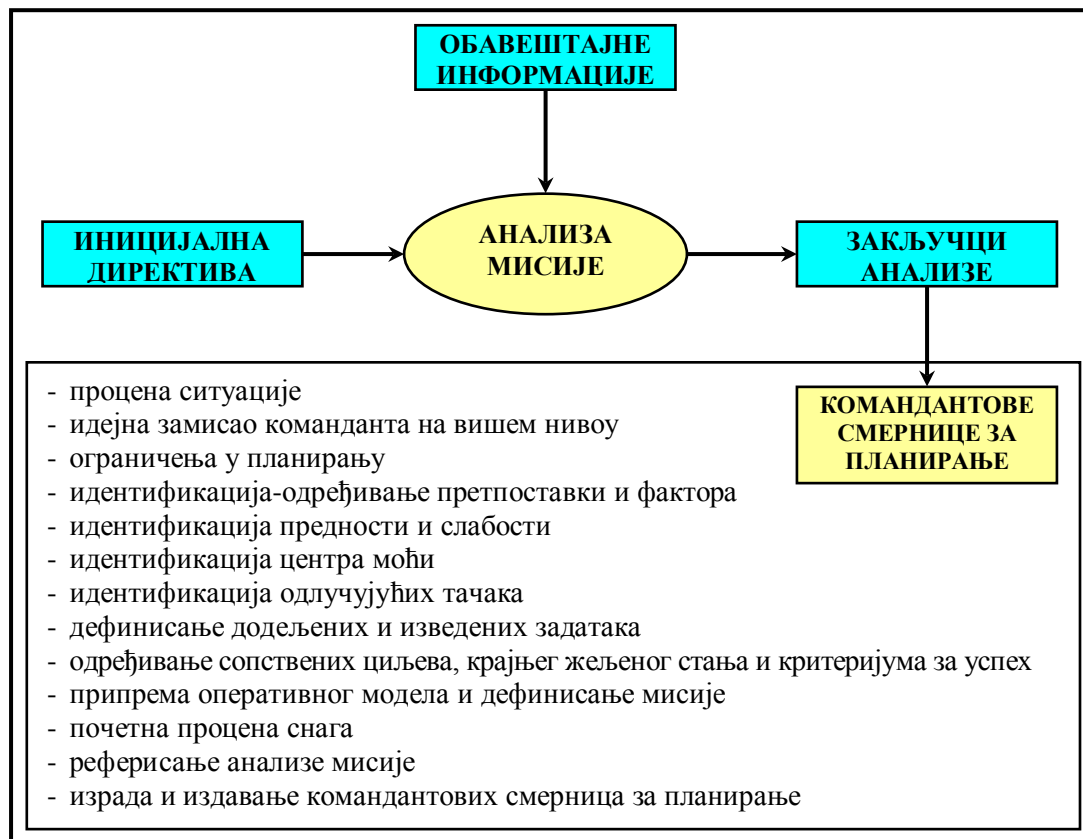 ОБАВЕШТАЈНЕ
ИНФОРМАЦИЈЕ
ИНИЦИЈАЛНА
ДИРЕКТИВА
АНАЛИЗА
МИСИЈЕ
ЗАКЉУЧЦИ
АНАЛИЗЕ
КОМАНДАНТОВЕ
СМЕРНИЦЕ ЗА
ПЛАНИРАЊЕ
- процена ситуације
- идејна замисао команданта на вишем нивоу
- ограничења у планирању
- идентификација-одређивање претпоставки и фактора
- идентификација предности и слабости
- идентификација центра моћи
- идентификација одлучујућих тачака
- дефинисање додељених и изведених задатака
- одређивање сопствених циљева, крајњег жељеног стања и критеријума за успех
- припрема оперативног модела и дефинисање мисије
- почетна процена снага
- реферисање анализе мисије
- израда и издавање командантових смерница за планирање